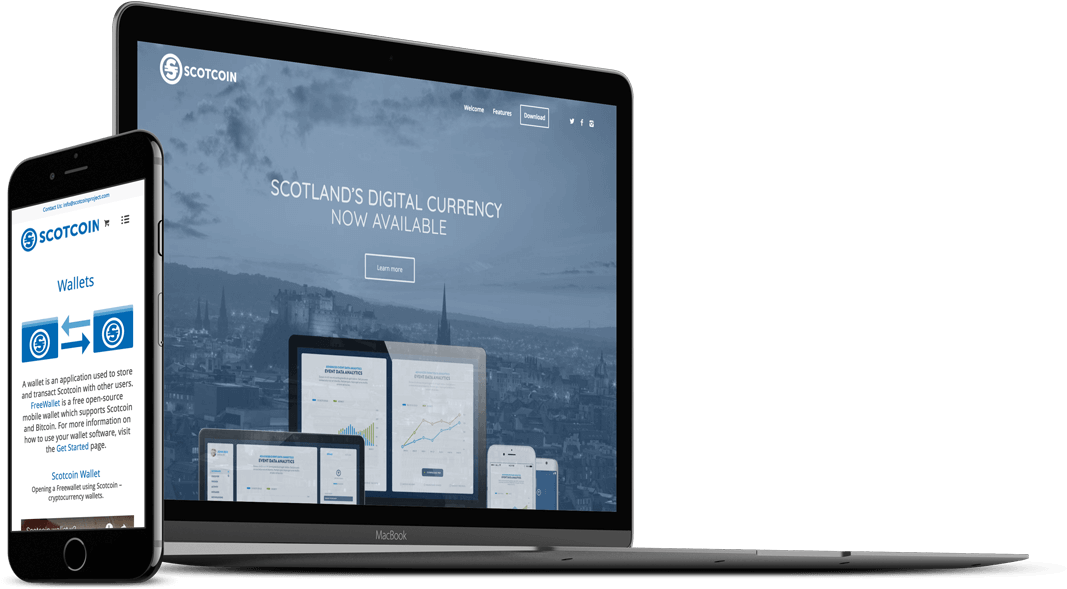 SCOTCOIN
Welcome
Features
Download
SCOTLAND'S DIGITAL CURRENCY
NOW AVAILABLE
Learn more
EVENT DATA ANALYTICS
EVENT DATA ANALYTICS
EVENT DATA ANALYTICS
MacBook
Contact Us: info@scotcoinproject.com
SCOTCOIN
Wallets
A wallet is an application used to store
and transact Scotcoin with other users.
FreeWallet is a free open-source
mobile wallet which supports Scotcoin
and Bitcoin. For more information on
how to use your wallet software, visit
the Get Started page.
Scotcoin Wallet
Opening a Freewallet using Scotcoin –
cryptocurrency wallets.